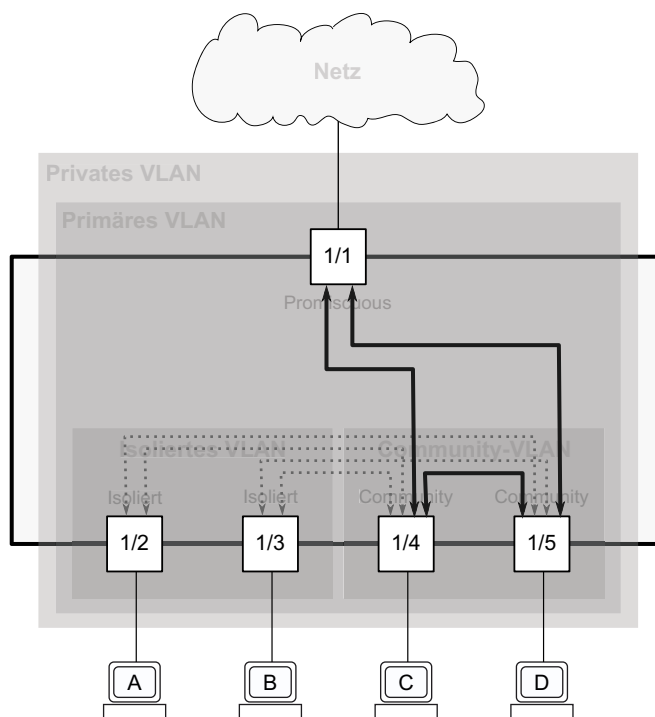 Netz
Privates VLAN
Primäres VLAN
1/1
Promiscuous
Isoliertes VLAN
Community-VLAN
Isoliert
Isoliert
Community
Community
1/2
1/3
1/4
1/5
A
B
C
D